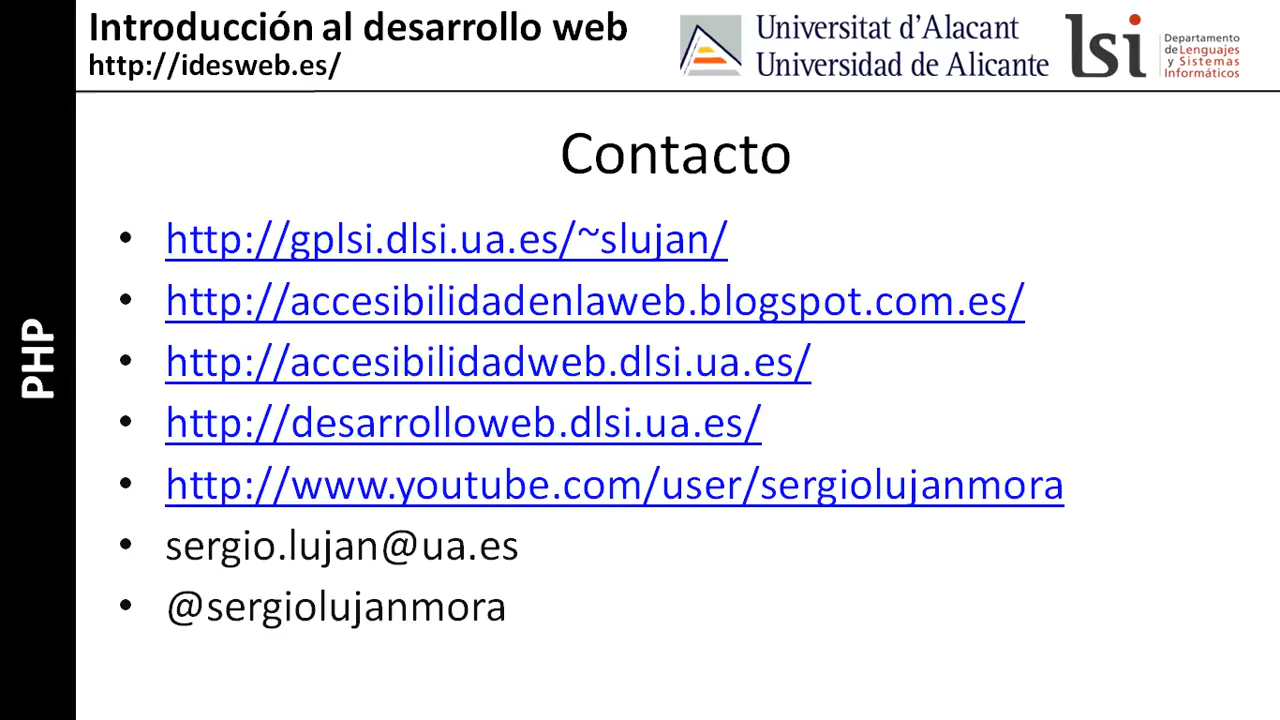 Introducción al desarrollo web
http://idesweb.es/
Universitat d'Alacant
Universidad de Alicante
lsi
Departamento
de Lenguajes
y Sistemas
Informáticos
PHP
Contacto
• http://gplsi.dlsi.ua.es/~slujan/
• http://accesibilidadenlaweb.blogspot.com.es/
• http://accesibilidadweb.dlsi.ua.es/
• http://desarrolloweb.dlsi.ua.es/
• http://www.youtube.com/user/sergiolujanmora
• sergio.lujan@ua.es
• @sergiolujanmora